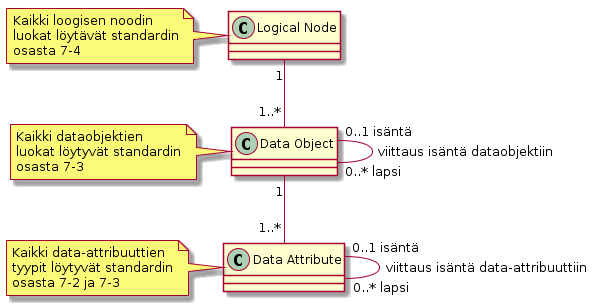 Kaikki loogisen noodin
luokat löytävät standardin
osasta 7-4
C Logical Node
1
1..*
Kaikki dataobjektien
luokat löytyvät standardin
osasta 7-3
C Data Object
0..1 isäntä
viittaus isäntä dataobjektiin
0..* lapsi
1
1..*
Kaikki data-attribuuttien
tyypit löytyvät standardin
osasta 7-2 ja 7-3
C Data Attribute
0..1 isäntä
viittaus isäntä data-attribuuttiin
0..* lapsi